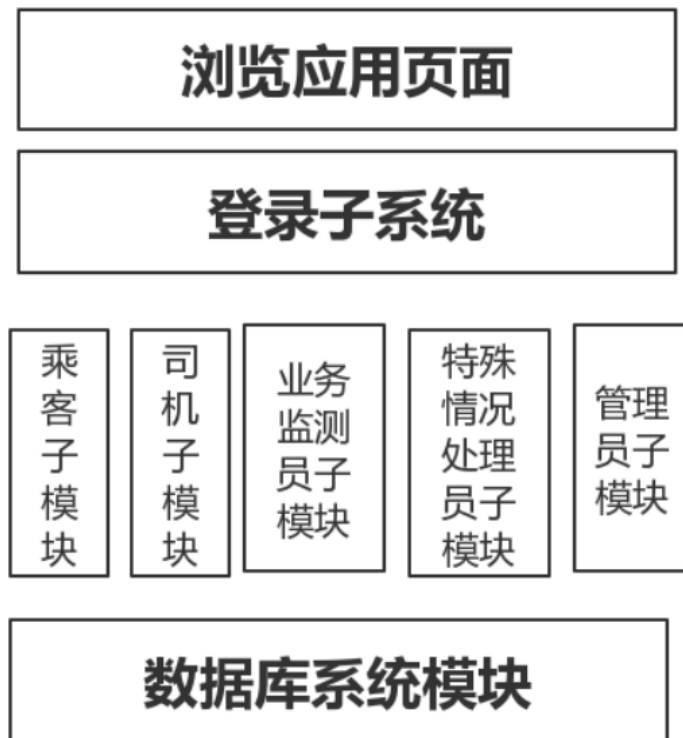 浏览应用页面
登录子系统
乘
客
子
模
块
司
机
子
模
块
业务
监测
员子
模块
特殊
情况
处理
员子
模块
管理
员子
模块
数据库系统模块